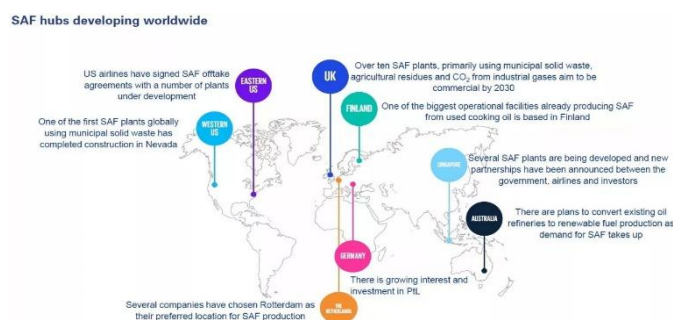 SAF hubs developing worldwide
US airlines have signed SAF offtake
agreements with a number of plants
under development
EASTERN
US
UK
Over ten SAF plants, primarily using municipal solid waste,
agricultural residues and CO₂ from industrial gases aim to be
commercial by 2030
FINLAND
One of the biggest operational facilities already producing SAF
from used cooking oil is based in Finland
One of the first SAF plants globally
using municipal solid waste has
completed construction in Nevada
WESTERN
US
SINGAPORE
Several SAF plants are being developed and new
partnerships have been announced between the
government, airlines and investors
AUSTRALIA
There are plans to convert existing oil
refineries to renewable fuel production as
demand for SAF takes up
GERMANY
There is growing interest and
investment in PtL
Several companies have chosen Rotterdam as
their preferred location for SAF production
THE
NETHERLANDS